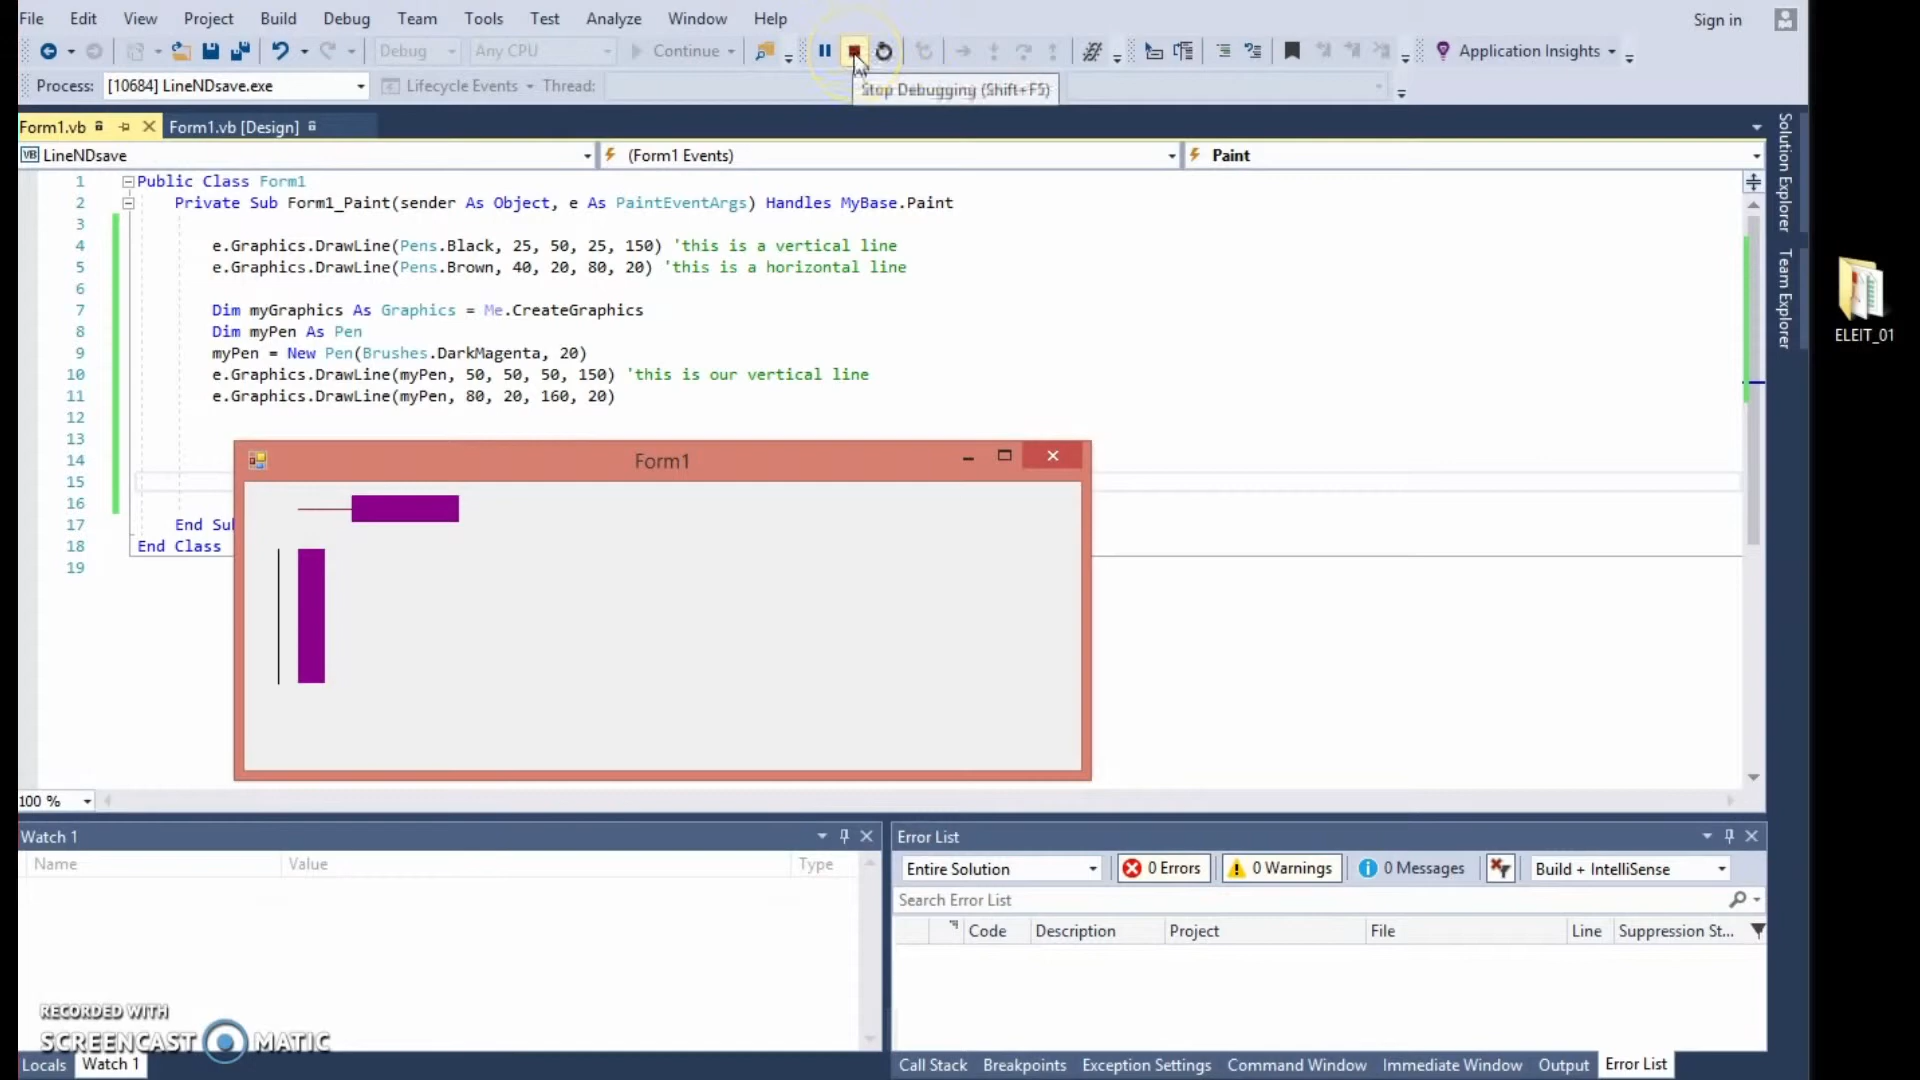 File Edit View Project Build Debug Team Tools Test Analyze Window Help Sign in
Debug Any CPU Continue Application Insights
Process: [10684] LineNDsave.exe Lifecycle Events Thread:
Stop Debugging (Shift+F5)
Form1.vb Form1.vb [Design]
VB LineNDsave (Form1 Events) Paint
1 Public Class Form1
2 Private Sub Form1_Paint(sender As Object, e As PaintEventArgs) Handles MyBase.Paint
3
4 e.Graphics.DrawLine(Pens.Black, 25, 50, 25, 150) 'this is a vertical line
5 e.Graphics.DrawLine(Pens.Brown, 40, 20, 80, 20) 'this is a horizontal line
6
7 Dim myGraphics As Graphics = Me.CreateGraphics
8 Dim myPen As Pen
9 myPen = New Pen(Brushes.DarkMagenta, 20)
10 e.Graphics.DrawLine(myPen, 50, 50, 50, 150) 'this is our vertical line
11 e.Graphics.DrawLine(myPen, 80, 20, 160, 20)
12
13
14
15
16
17 End Su
18 End Class
19
Form1
Solution Explorer
Team Explorer
ELEIT_01
100 %
Watch 1
Name Value Type
Error List
Entire Solution 0 Errors 0 Warnings 0 Messages Build + IntelliSense
Search Error List
Code Description Project File Line Suppression St...
RECORDED WITH
SCREENCAST MATIC
Locals Watch 1
Call Stack Breakpoints Exception Settings Command Window Immediate Window Output Error List